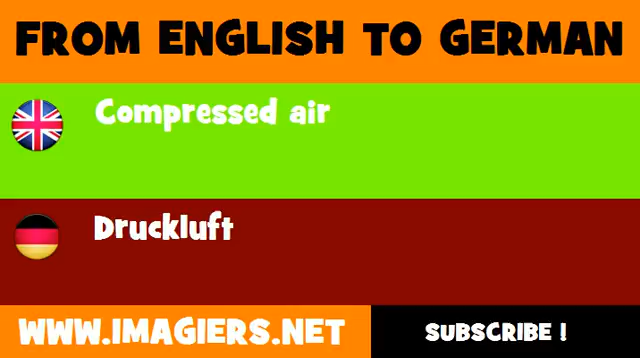 FROM ENGLISH TO GERMAN
Compressed air
Druckluft
WWW.IMAGIERS.NET
SUBSCRIBE !